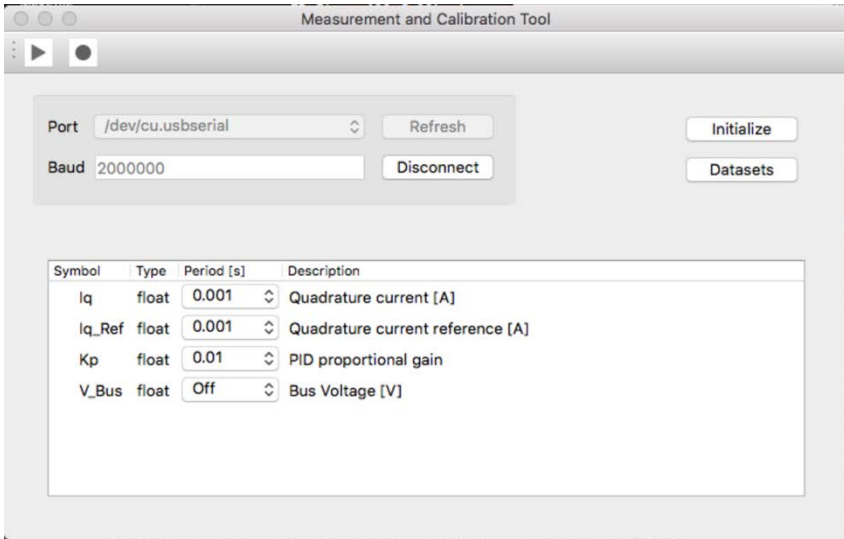 Measurement and Calibration Tool
Port /dev/cu.usbserial Refresh Initialize
Baud 2000000 Disconnect Datasets
Symbol Type Period [s] Description
Iq float 0.001 Quadrature current [A]
Iq_Ref float 0.001 Quadrature current reference [A]
Kp float 0.01 PID proportional gain
V_Bus float Off Bus Voltage [V]